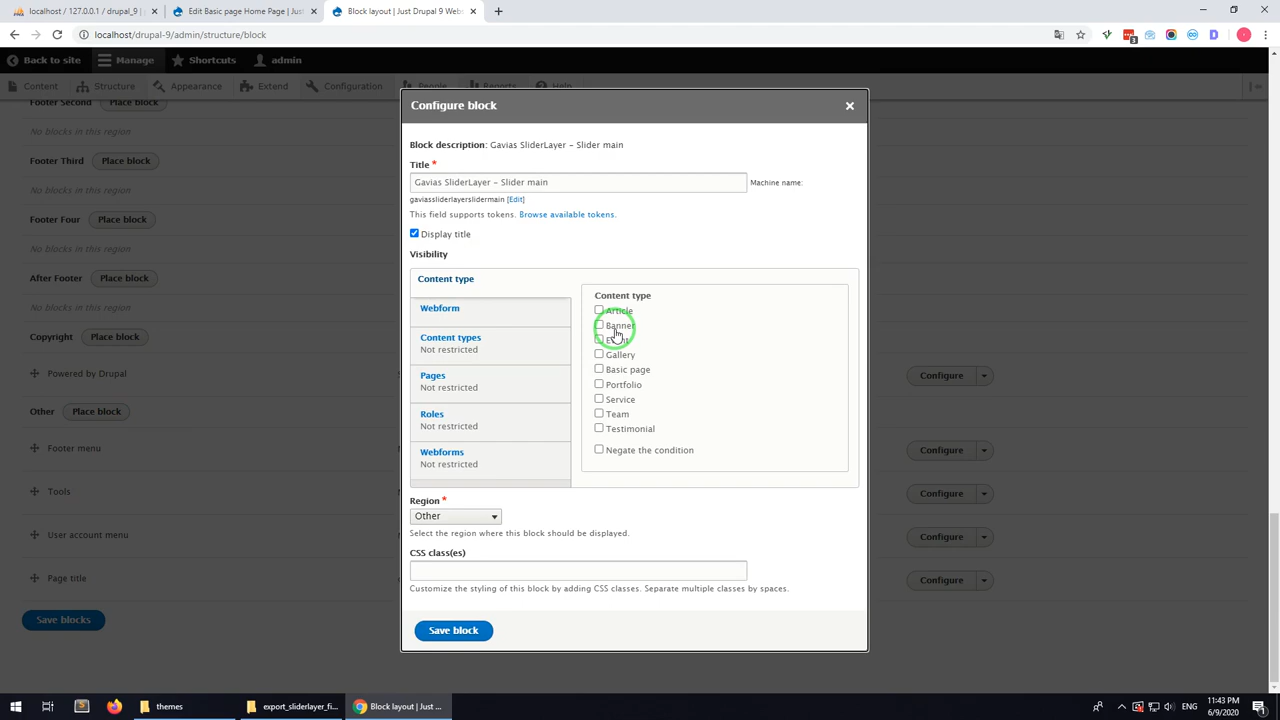 localhost / 127.0.0.1 / drupal_9 |
Edit Basic page Home Page | Just
Block layout | Just Drupal 9 Web
localhost/drupal-9/admin/structure/block
3
Back to site
Manage
Shortcuts
admin
Content
Structure
Appearance
Extend
Configuration
People
Reports
Help
Footer Second
Place block
No blocks in this region
Footer Third
Place block
No blocks in this region
Footer Four
Place block
No blocks in this region
After Footer
Place block
No blocks in this region
Copyright
Place block
Powered by Drupal
Configure
Other
Place block
Footer menu
Configure
Tools
Configure
User account menu
Configure
Page title
Configure
Save blocks
Configure block
Block description: Gavias SliderLayer - Slider main
Title *
Gavias SliderLayer - Slider main
Machine name:
gaviassliderlayerslidermain [Edit]
This field supports tokens. Browse available tokens.
Display title
Visibility
Content type
Webform
Content types
Not restricted
Pages
Not restricted
Roles
Not restricted
Webforms
Not restricted
Content type
Article
Banner
Gallery
Basic page
Portfolio
Service
Team
Testimonial
Negate the condition
Region *
Other
Select the region where this block should be displayed.
CSS class(es)
Customize the styling of this block by adding CSS classes. Separate multiple classes by spaces.
Save block
themes
export_sliderlayer_fi...
Block layout | Just ...
ENG
11:43 PM
6/9/2020
1